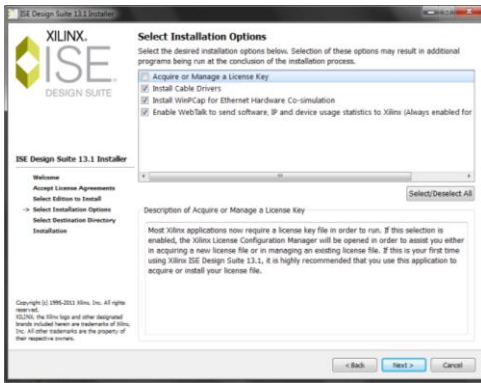 ISE Design Suite 13.1 Installer
XILINX.
ISE
DESIGN SUITE
Select Installation Options
Select the desired installation options below. Selection of these options may result in additional
programs being run at the conclusion of the installation process.
Acquire or Manage a License Key
Install Cable Drivers
Install WinPCap for Ethernet Hardware Co-simulation
Enable WebTalk to send software, IP and device usage statistics to Xilinx (Always enabled for
Select/Deselect All
ISE Design Suite 13.1 Installer
Welcome
Accept License Agreements
Select Edition to Install
-> Select Installation Options
Select Destination Directory
Installation
Description of Acquire or Manage a License Key
Most Xilinx applications now require a license key file in order to run. If this selection is
enabled, the Xilinx License Configuration Manager will be opened in order to assist you either
in acquiring a new license file or in managing an existing license file. If this is your first time
using Xilinx ISE Design Suite 13.1, it is highly recommended that you use this application to
acquire or install your license file.
Copyright (c) 1995-2011 Xilinx, Inc. All rights
reserved.
XILINX, the Xilinx logo and other designated
brands included herein are trademarks of Xilinx,
Inc. All other trademarks are the property of
their respective owners.
< Back
Next >
Cancel